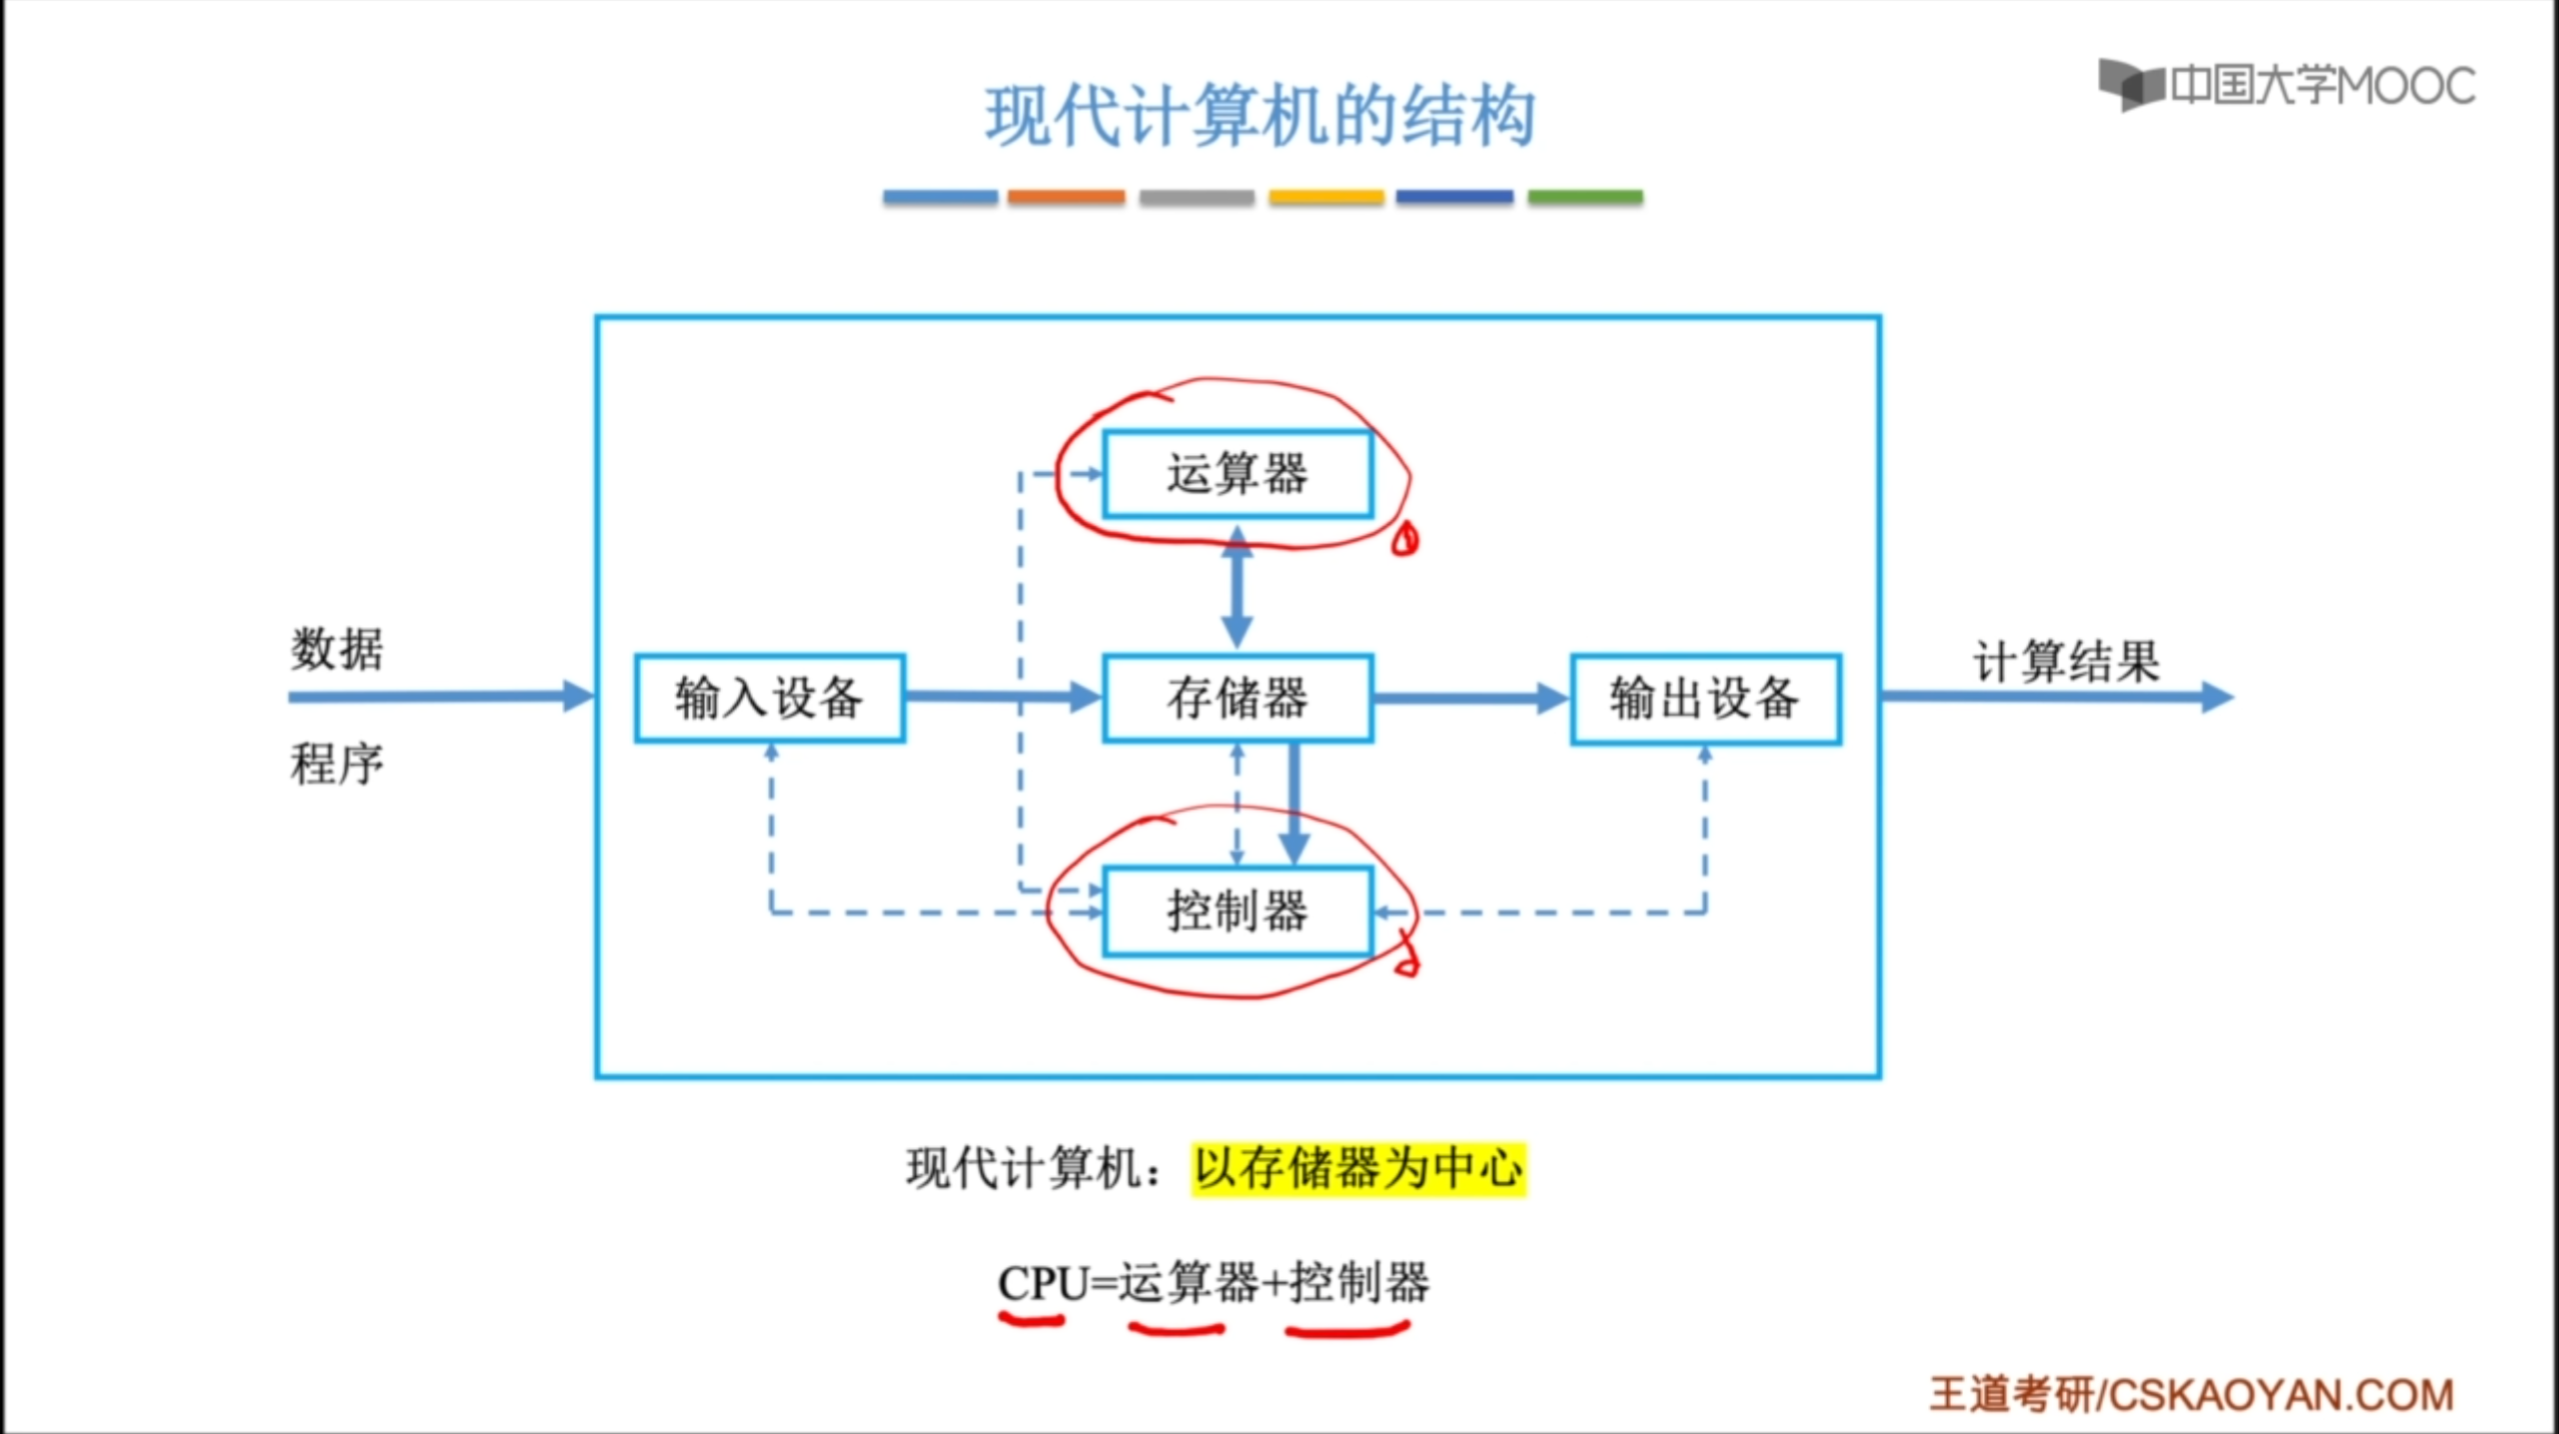 现代计算机的结构
中国大学MOOC
运算器
数据
程序
输入设备
存储器
输出设备
计算结果
控制器
现代计算机：以存储器为中心
CPU=运算器+控制器
王道考研/CSKAOYAN.COM